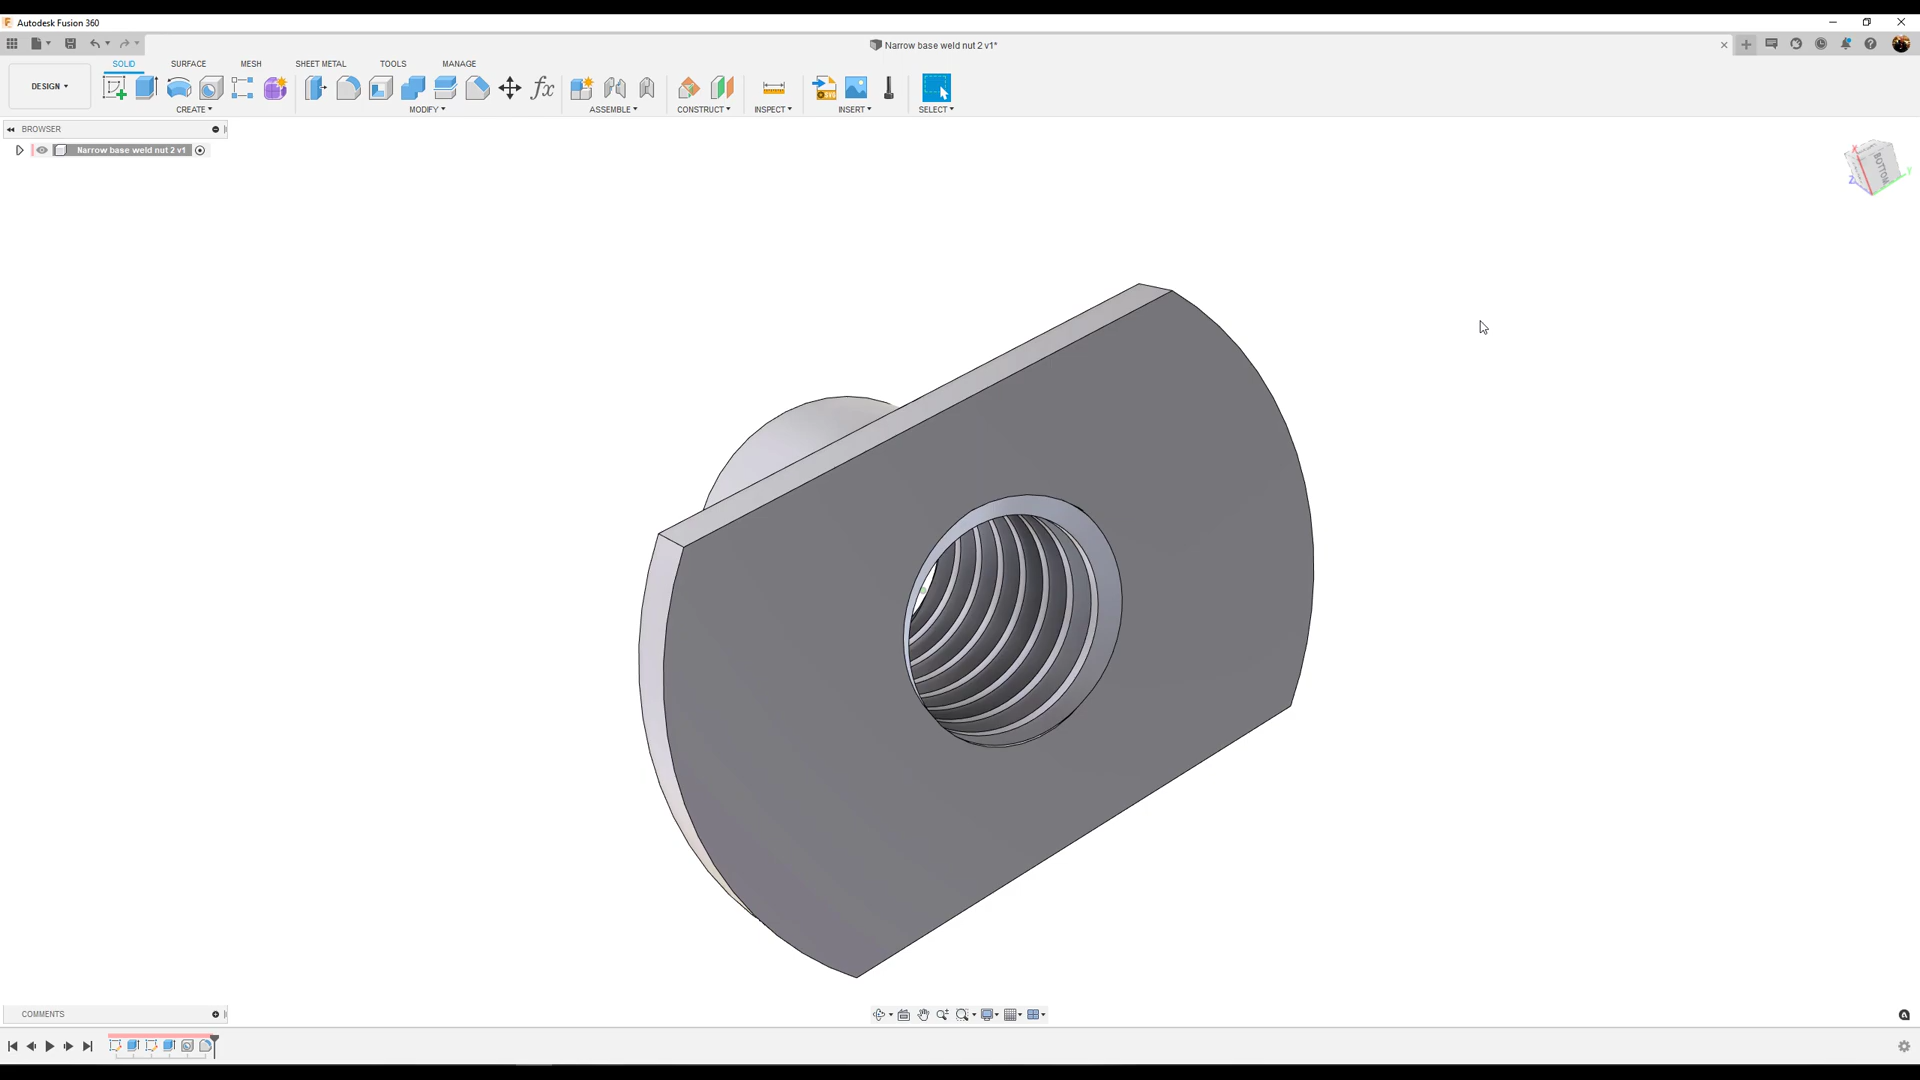 Autodesk Fusion 360
Narrow base weld nut 2 v1*
SOLID SURFACE MESH SHEET METAL TOOLS MANAGE
DESIGN
CREATE MODIFY ASSEMBLE CONSTRUCT INSPECT INSERT SELECT
BROWSER
Narrow base weld nut 2 v1
BOTTOM
X
Y
Z
COMMENTS